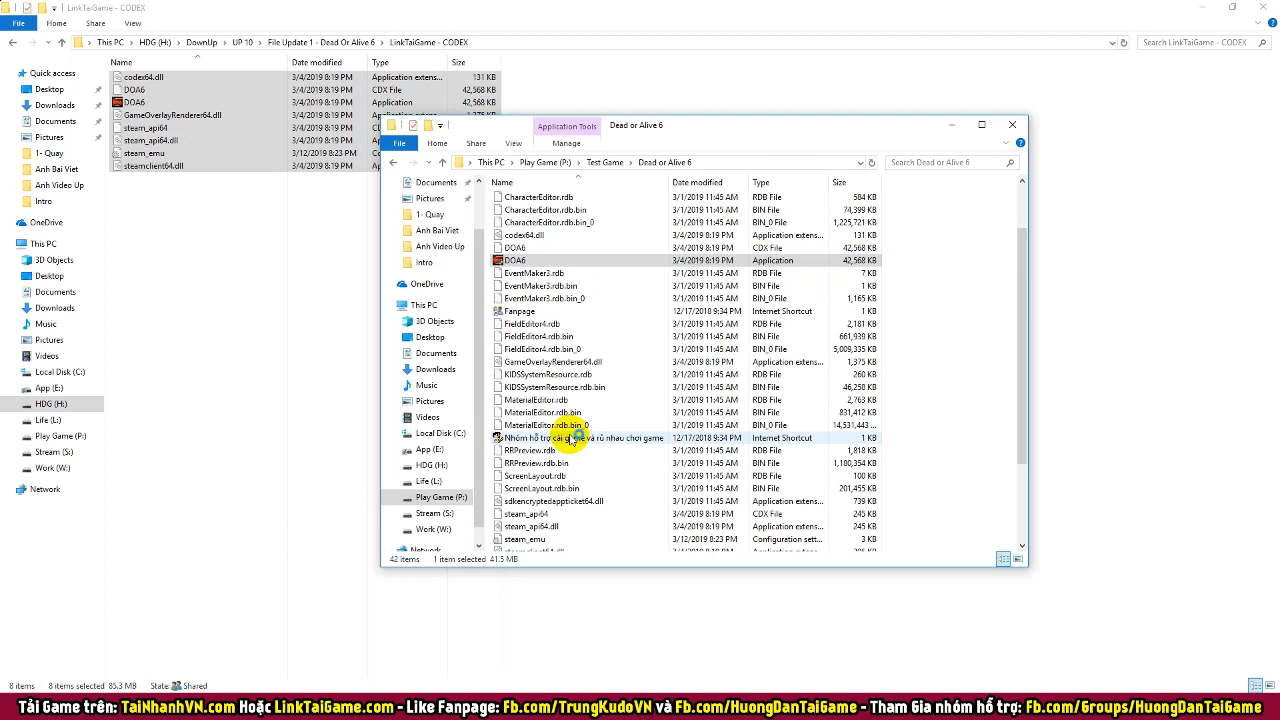 LinkTaiGame - CODEX
File Home Share View
This PC > HDG (H:) > DownUp > UP 10 > File Update 1 - Dead Or Alive 6 > LinkTaiGame - CODEX
Search LinkTaiGame - CODEX
Quick access
Desktop
Downloads
Documents
Pictures
1- Quay
Anh Bai Viet
Anh Video Up
Intro
OneDrive
This PC
3D Objects
Desktop
Documents
Downloads
Music
Pictures
Videos
Local Disk (C:)
App (E:)
HDG (H:)
Life (L:)
Play Game (P:)
Stream (S:)
Work (W:)
Network
Name Date modified Type Size
codex64.dll 3/4/2019 8:19 PM Application extens... 131 KB
DOA6 3/4/2019 8:19 PM CDX File 42,568 KB
DOA6 3/4/2019 8:19 PM Application 42,568 KB
GameOverlayRenderer64.dll 3/4/2019 8:19 PM
steam_api64 3/4/2019 8:19 PM
steam_api64.dll 3/4/2019 8:19 PM
steam_emu 3/12/2019 8:23 PM
steamclient64.dll 3/4/2019 8:19 PM
Application Tools
Dead or Alive 6
File Home Share View Manage
This PC > Play Game (P:) > Test Game > Dead or Alive 6
Search Dead or Alive 6
Documents
Pictures
1- Quay
Anh Bai Viet
Anh Video Up
Intro
OneDrive
This PC
3D Objects
Desktop
Documents
Downloads
Music
Pictures
Videos
Local Disk (C:)
App (E:)
HDG (H:)
Life (L:)
Play Game (P:)
Stream (S:)
Work (W:)
Network
Name Date modified Type Size
CharacterEditor.rdb 3/1/2019 11:45 AM RDB File 584 KB
CharacterEditor.rdb.bin 3/1/2019 11:45 AM BIN File 74,399 KB
CharacterEditor.rdb.bin_0 3/1/2019 11:45 AM BIN_0 File 1,225,721 KB
codex64.dll 3/4/2019 8:19 PM Application extens... 131 KB
DOA6 3/4/2019 8:19 PM CDX File 42,568 KB
DOA6 3/4/2019 8:19 PM Application 42,568 KB
EventMaker3.rdb 3/1/2019 11:45 AM RDB File 7 KB
EventMaker3.rdb.bin 3/1/2019 11:45 AM BIN File 1 KB
EventMaker3.rdb.bin_0 3/1/2019 11:45 AM BIN_0 File 1,165 KB
Fanpage 12/17/2018 9:34 PM Internet Shortcut 1 KB
FieldEditor4.rdb 3/1/2019 11:45 AM RDB File 2,181 KB
FieldEditor4.rdb.bin 3/1/2019 11:45 AM BIN File 661,939 KB
FieldEditor4.rdb.bin_0 3/1/2019 11:45 AM BIN_0 File 5,009,335 KB
GameOverlayRenderer64.dll 3/4/2019 8:19 PM Application extens... 1,375 KB
KIDSSystemResource.rdb 3/1/2019 11:45 AM RDB File 260 KB
KIDSSystemResource.rdb.bin 3/1/2019 11:45 AM BIN File 46,258 KB
MaterialEditor.rdb 3/1/2019 11:45 AM RDB File 2,763 KB
MaterialEditor.rdb.bin 3/1/2019 11:45 AM BIN File 831,412 KB
MaterialEditor.rdb.bin_0 3/1/2019 11:45 AM BIN_0 File 14,531,443 ...
Nhóm hỗ trợ cài game và rủ nhau chơi game 12/17/2018 9:34 PM Internet Shortcut 1 KB
RRPreview.rdb 3/1/2019 11:45 AM RDB File 1,818 KB
RRPreview.rdb.bin 3/1/2019 11:45 AM BIN File 1,180,354 KB
ScreenLayout.rdb 3/1/2019 11:45 AM RDB File 100 KB
ScreenLayout.rdb.bin 3/1/2019 11:45 AM BIN File 201,455 KB
sdkencryptedappticket64.dll 3/4/2019 8:19 PM Application extens... 739 KB
steam_api64 3/4/2019 8:19 PM CDX File 245 KB
steam_api64.dll 3/4/2019 8:19 PM Application extens... 245 KB
steam_emu 3/12/2019 8:23 PM Configuration sett... 3 KB
42 items 1 item selected 41.5 MB
8 items 8 items selected 85.3 MB State: Shared
Tải Game trên: TaiNhanhVN.com Hoặc LinkTaiGame.com - Like Fanpage: Fb.com/TrungKudoVN và Fb.com/HuongDanTaiGame - Tham Gia nhóm hỗ trợ: Fb.com/Groups/HuongDanTaiGame